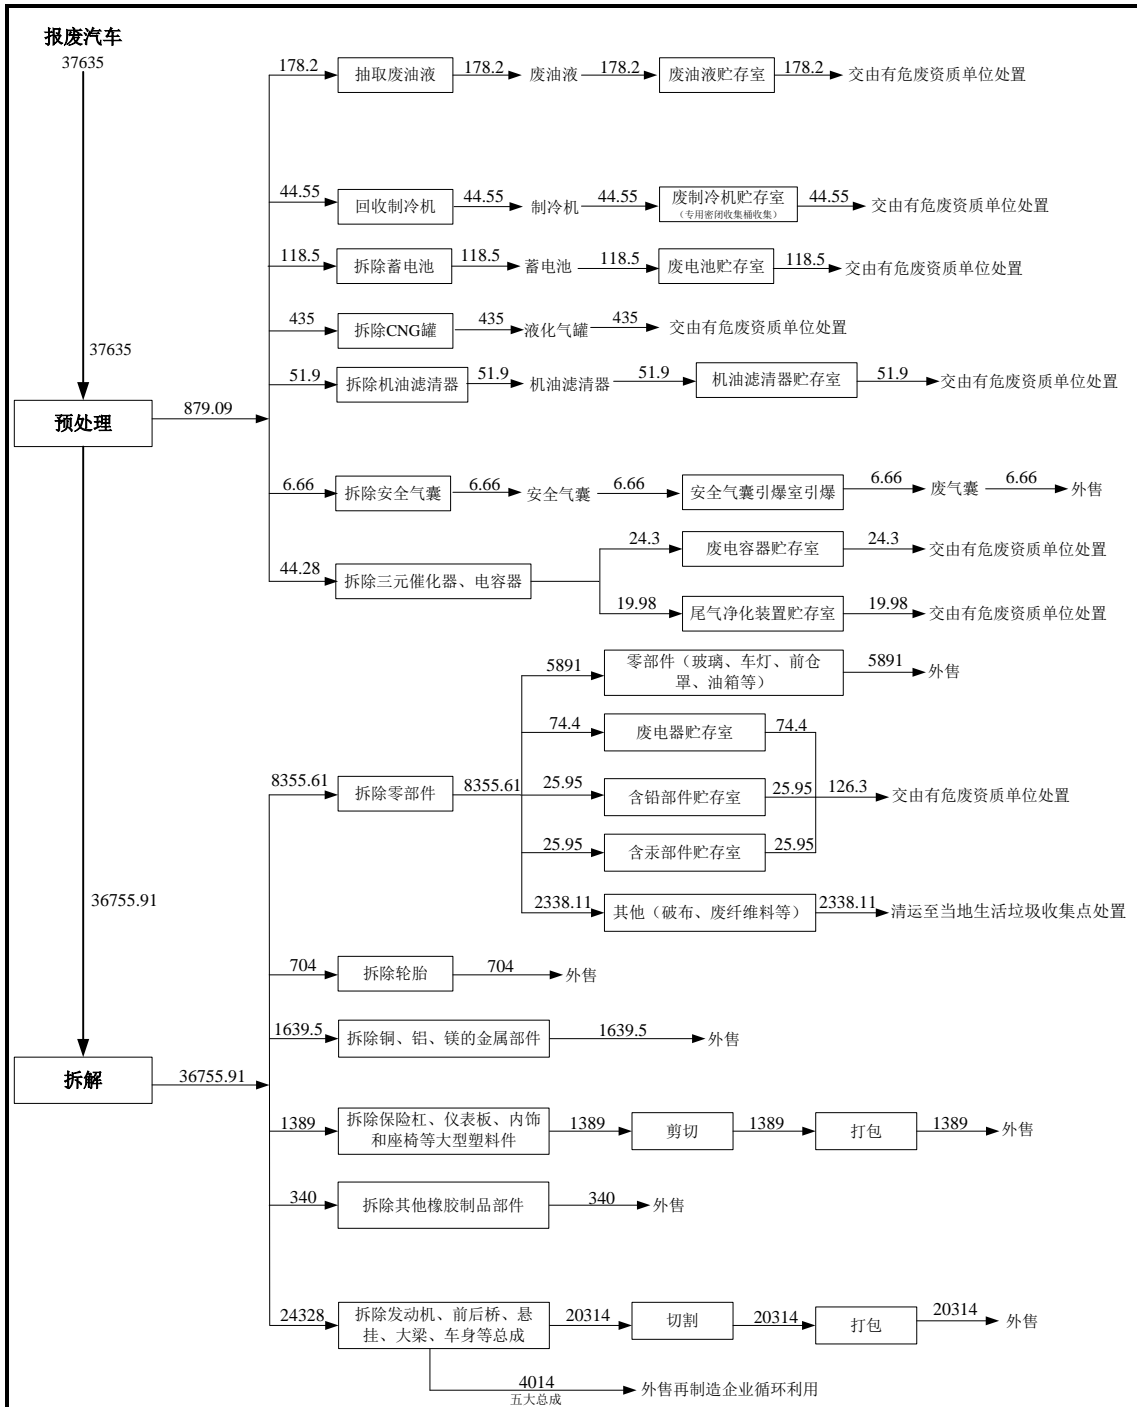 报废汽车
37635
37635
预处理
879.09
178.2 抽取废油液 178.2 废油液 178.2 废油液贮存室 178.2 交由有危废资质单位处置
44.55 回收制冷机 44.55 制冷机 44.55 废制冷机贮存室 44.55 交由有危废资质单位处置
（专用密闭收集桶收集）
118.5 拆除蓄电池 118.5 蓄电池 118.5 废电池贮存室 118.5 交由有危废资质单位处置
435 拆除CNG罐 435 液化气罐 435 交由有危废资质单位处置
51.9 拆除机油滤清器 51.9 机油滤清器 51.9 机油滤清器贮存室 51.9 交由有危废资质单位处置
6.66 拆除安全气囊 6.66 安全气囊 6.66 安全气囊引爆室引爆 6.66 废气囊 6.66 外售
44.28 拆除三元催化器、电容器
24.3 废电容器贮存室 24.3 交由有危废资质单位处置
19.98 尾气净化装置贮存室 19.98 交由有危废资质单位处置
36755.91
拆解
36755.91
8355.61 拆除零部件 8355.61
5891 零部件（玻璃、车灯、前仓 5891 外售
罩、油箱等）
74.4 废电器贮存室 74.4
25.95 含铅部件贮存室 25.95 126.3 交由有危废资质单位处置
25.95 含汞部件贮存室 25.95
2338.11 其他（破布、废纤维料等） 2338.11 清运至当地生活垃圾收集点处置
704 拆除轮胎 704 外售
1639.5 拆除铜、铝、镁的金属部件 1639.5 外售
1389 拆除保险杠、仪表板、内饰 1389 剪切 1389 打包 1389 外售
和座椅等大型塑料件
340 拆除其他橡胶制品部件 340 外售
24328 拆除发动机、前后桥、悬 20314 切割 20314 打包 20314 外售
挂、大梁、车身等总成
4014 外售再制造企业循环利用
五大总成